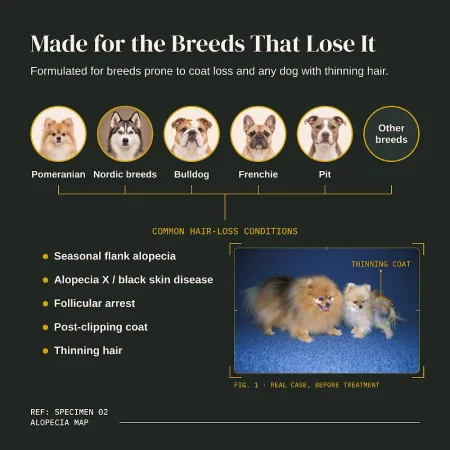 Made for the Breeds That Lose It
Formulated for breeds prone to coat loss and any dog with thinning hair.
Other
breeds
Pomeranian Nordic breeds Bulldog Frenchie Pit
COMMON HAIR-LOSS CONDITIONS
Seasonal flank alopecia
Alopecia X / black skin disease
Follicular arrest
Post-clipping coat
Thinning hair
THINNING COAT
FIG. 1 · REAL CASE, BEFORE TREATMENT
REF: SPECIMEN 02
ALOPECIA MAP